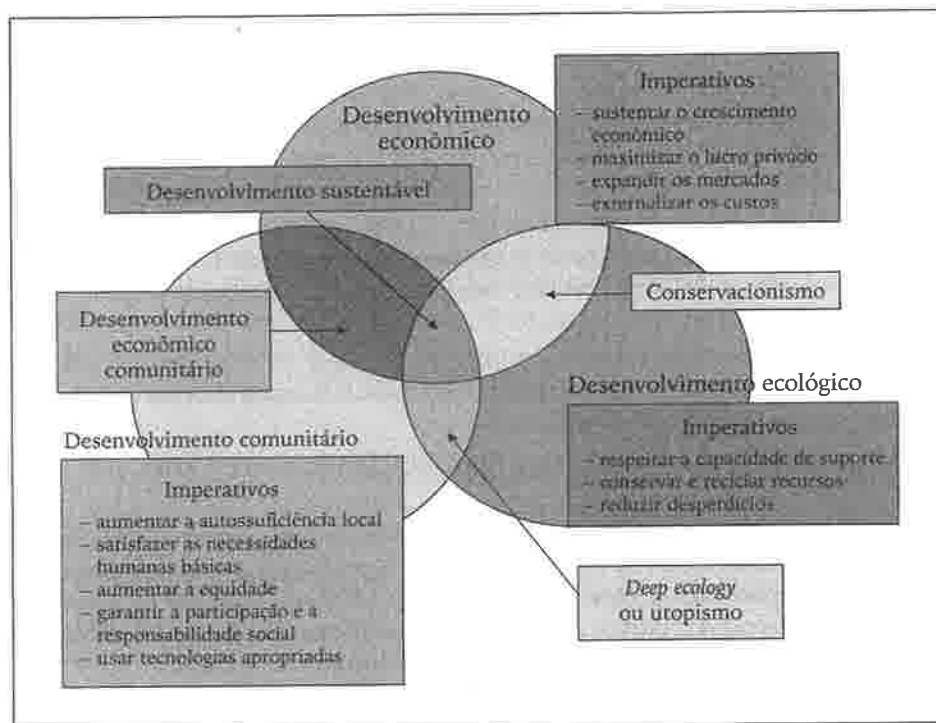 Desenvolvimento
econômico
Imperativos
– sustentar o crescimento
econômico
– maximizar o lucro privado
– expandir os mercados
– externalizar os custos
Desenvolvimento sustentável
Conservacionismo
Desenvolvimento
econômico
comunitário
Desenvolvimento ecológico
Imperativos
– respeitar a capacidade de suporte
– conservar e reciclar recursos
– reduzir desperdícios
Desenvolvimento comunitário
Imperativos
– aumentar a autossuficiência local
– satisfazer as necessidades
humanas básicas
– aumentar a equidade
– garantir a participação e a
responsabilidade social
– usar tecnologias apropriadas
Deep ecology
ou utopismo